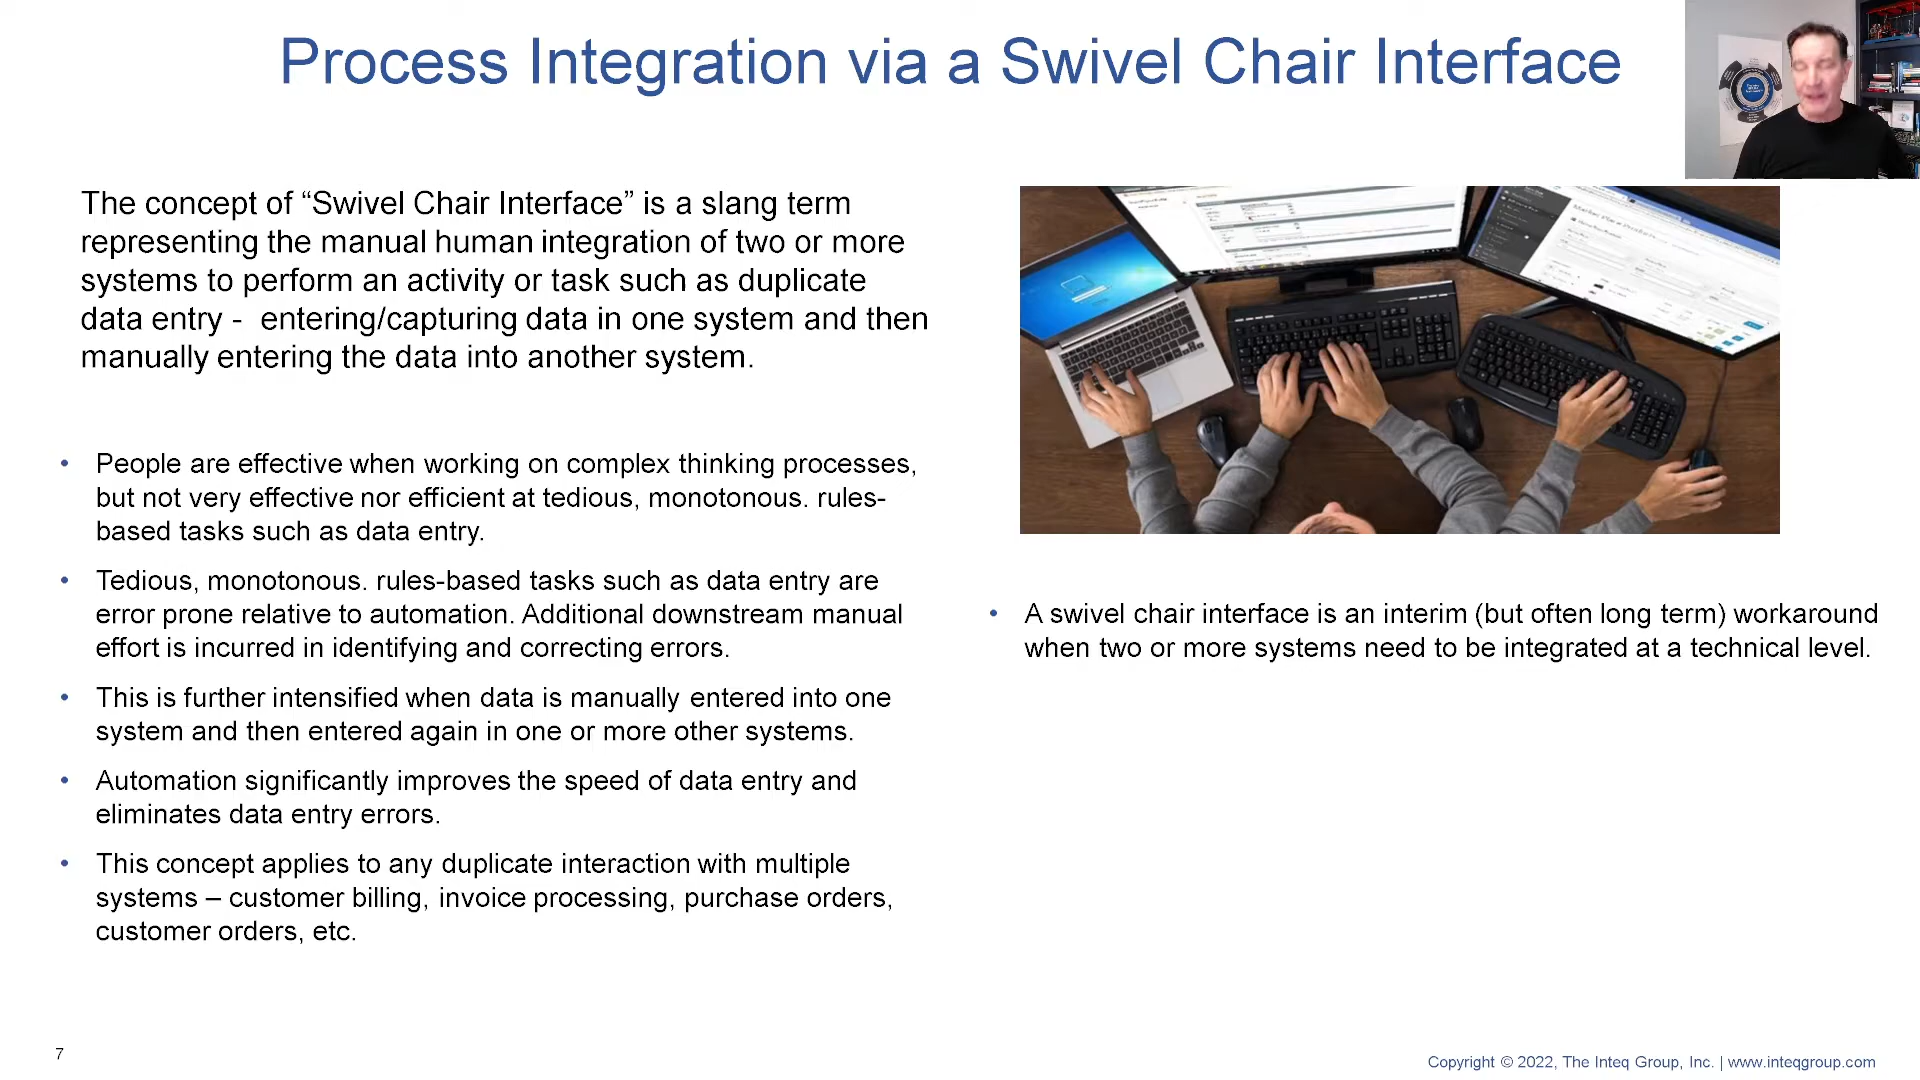 Process Integration via a Swivel Chair Interface
The concept of “Swivel Chair Interface” is a slang term
representing the manual human integration of two or more
systems to perform an activity or task such as duplicate
data entry - entering/capturing data in one system and then
manually entering the data into another system.
• People are effective when working on complex thinking processes,
but not very effective nor efficient at tedious, monotonous. rules-
based tasks such as data entry.
• Tedious, monotonous. rules-based tasks such as data entry are
error prone relative to automation. Additional downstream manual
effort is incurred in identifying and correcting errors.
• This is further intensified when data is manually entered into one
system and then entered again in one or more other systems.
• Automation significantly improves the speed of data entry and
eliminates data entry errors.
• This concept applies to any duplicate interaction with multiple
systems – customer billing, invoice processing, purchase orders,
customer orders, etc.
• A swivel chair interface is an interim (but often long term) workaround
when two or more systems need to be integrated at a technical level.
7
Copyright © 2022, The Inteq Group, Inc. | www.inteqgroup.com